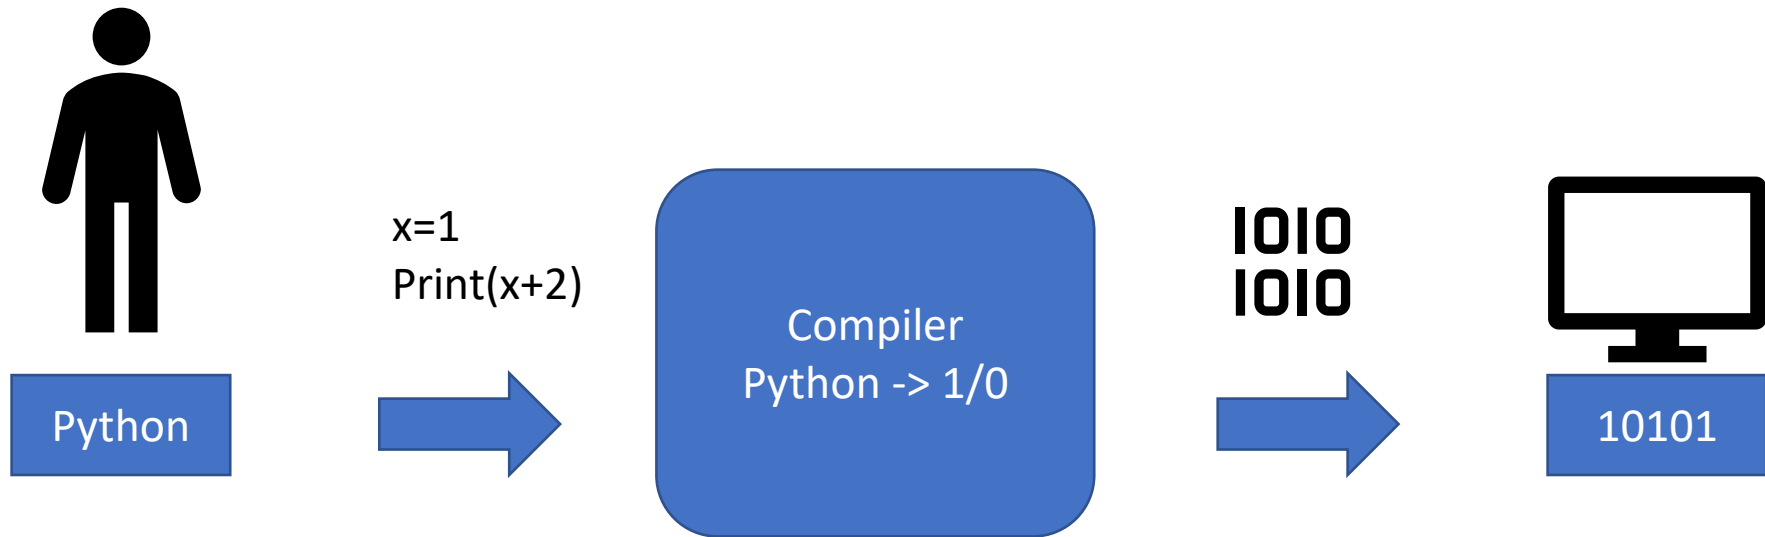 Python
x=1
Print(x+2)
Compiler
Python -> 1/0
1010
1010
10101